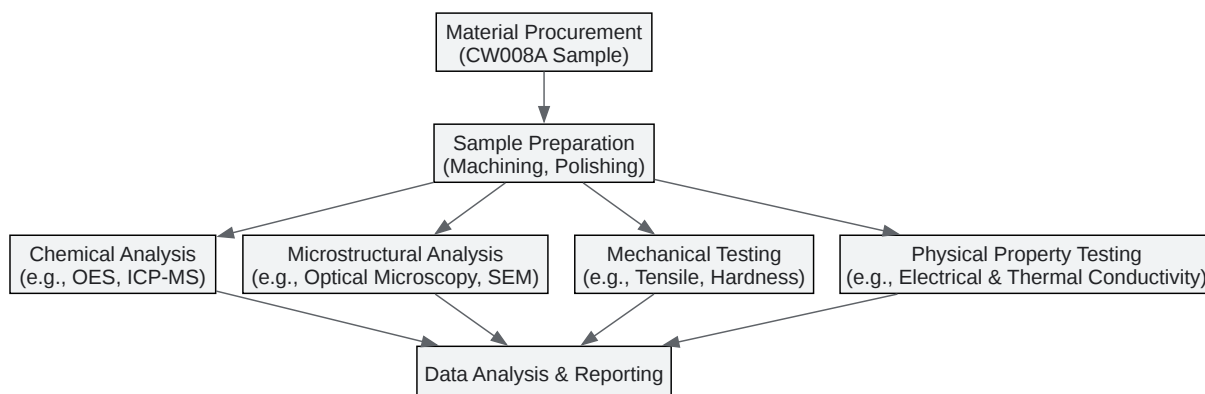 Material Procurement
(CW008A Sample)
Sample Preparation
(Machining, Polishing)
Chemical Analysis
(e.g., OES, ICP-MS)
Microstructural Analysis
(e.g., Optical Microscopy, SEM)
Mechanical Testing
(e.g., Tensile, Hardness)
Physical Property Testing
(e.g., Electrical & Thermal Conductivity)
Data Analysis & Reporting